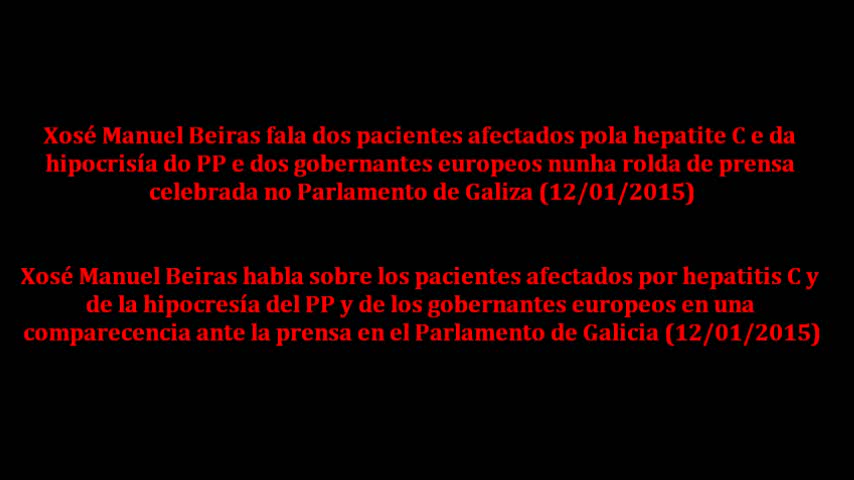 Xosé Manuel Beiras fala dos pacientes afectados pola hepatite C e da
hipocrisía do PP e dos gobernantes europeos nunha rolda de prensa
celebrada no Parlamento de Galiza (12/01/2015)
Xosé Manuel Beiras habla sobre los pacientes afectados por hepatitis C y
de la hipocresía del PP y de los gobernantes europeos en una
comparecencia ante la prensa en el Parlamento de Galicia (12/01/2015)